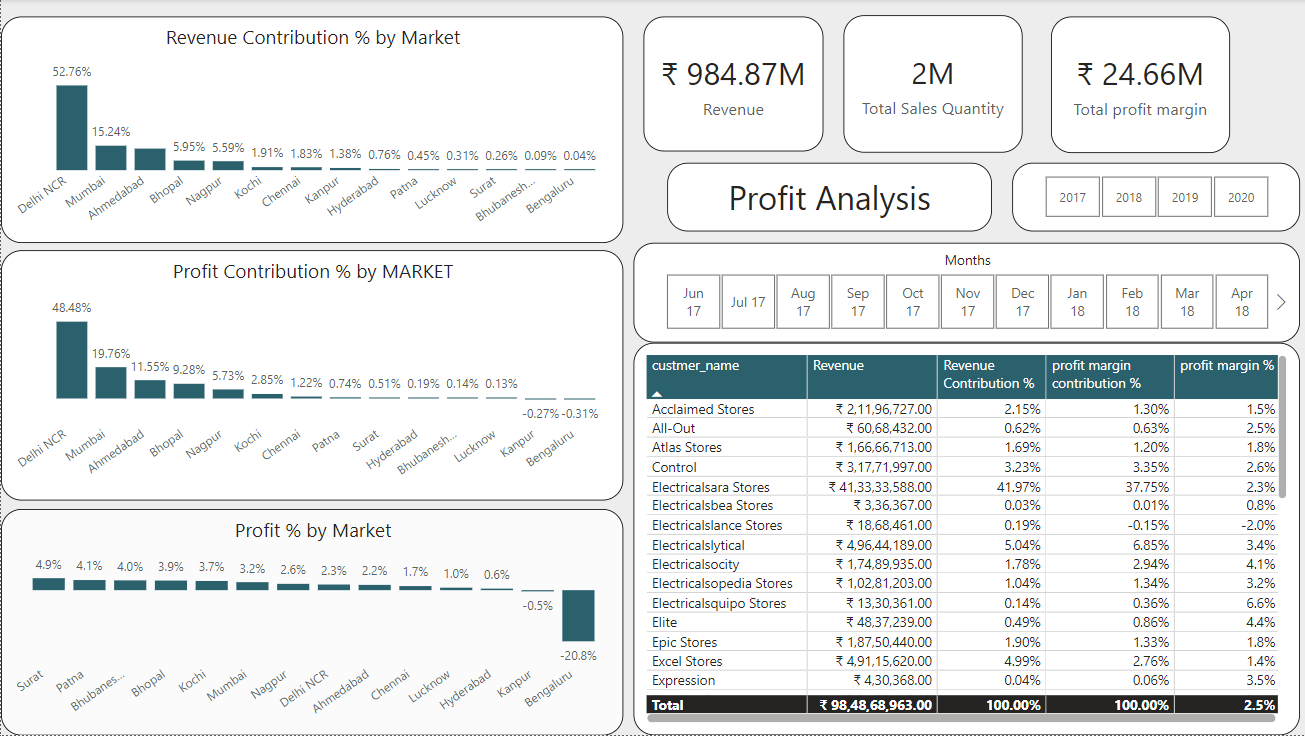 Revenue Contribution % by Market
52.76%
15.24%
5.95% 5.59% 1.91% 1.83% 1.38% 0.76% 0.45% 0.31% 0.26% 0.09% 0.04%
Delhi NCR Mumbai Ahmedabad Bhopal Nagpur Kochi Chennai Kanpur Hyderabad Patna Lucknow Surat Bhubanesh... Bengaluru
₹ 984.87M
Revenue
2M
Total Sales Quantity
₹ 24.66M
Total profit margin
Profit Analysis
2017 2018 2019 2020
Profit Contribution % by MARKET
48.48%
19.76%
11.55% 9.28% 5.73% 2.85% 1.22% 0.74% 0.51% 0.19% 0.14% 0.13%
-0.27% -0.31%
Delhi NCR Mumbai Ahmedabad Bhopal Nagpur Kochi Chennai Patna Surat Hyderabad Bhubanesh... Lucknow Kanpur Bengaluru
Months
Jun 17 Jul 17 Aug 17 Sep 17 Oct 17 Nov 17 Dec 17 Jan 18 Feb 18 Mar 18 Apr 18
Profit % by Market
4.9% 4.1% 4.0% 3.9% 3.7% 3.2% 2.6% 2.3% 2.2% 1.7% 1.0% 0.6%
-0.5%
-20.8%
Surat Patna Bhubanes... Bhopal Kochi Mumbai Nagpur Delhi NCR Ahmedabad Chennai Lucknow Hyderabad Kanpur Bengaluru
custmer_name Revenue Revenue Contribution % profit margin contribution % profit margin %
Acclaimed Stores ₹ 2,11,96,727.00 2.15% 1.30% 1.5%
All-Out ₹ 60,68,432.00 0.62% 0.63% 2.5%
Atlas Stores ₹ 1,66,66,713.00 1.69% 1.20% 1.8%
Control ₹ 3,17,71,997.00 3.23% 3.35% 2.6%
Electricalsara Stores ₹ 41,33,33,588.00 41.97% 37.75% 2.3%
Electricalsbea Stores ₹ 3,36,367.00 0.03% 0.01% 0.8%
Electricalslance Stores ₹ 18,68,461.00 0.19% -0.15% -2.0%
Electricalslytical ₹ 4,96,44,189.00 5.04% 6.85% 3.4%
Electricalsocity ₹ 1,74,89,935.00 1.78% 2.94% 4.1%
Electricalsopedia Stores ₹ 1,02,81,203.00 1.04% 1.34% 3.2%
Electricalsquipo Stores ₹ 13,30,361.00 0.14% 0.36% 6.6%
Elite ₹ 48,37,239.00 0.49% 0.86% 4.4%
Epic Stores ₹ 1,87,50,440.00 1.90% 1.33% 1.8%
Excel Stores ₹ 4,91,15,620.00 4.99% 2.76% 1.4%
Expression ₹ 4,30,368.00 0.04% 0.06% 3.5%
Total ₹ 98,48,68,963.00 100.00% 100.00% 2.5%